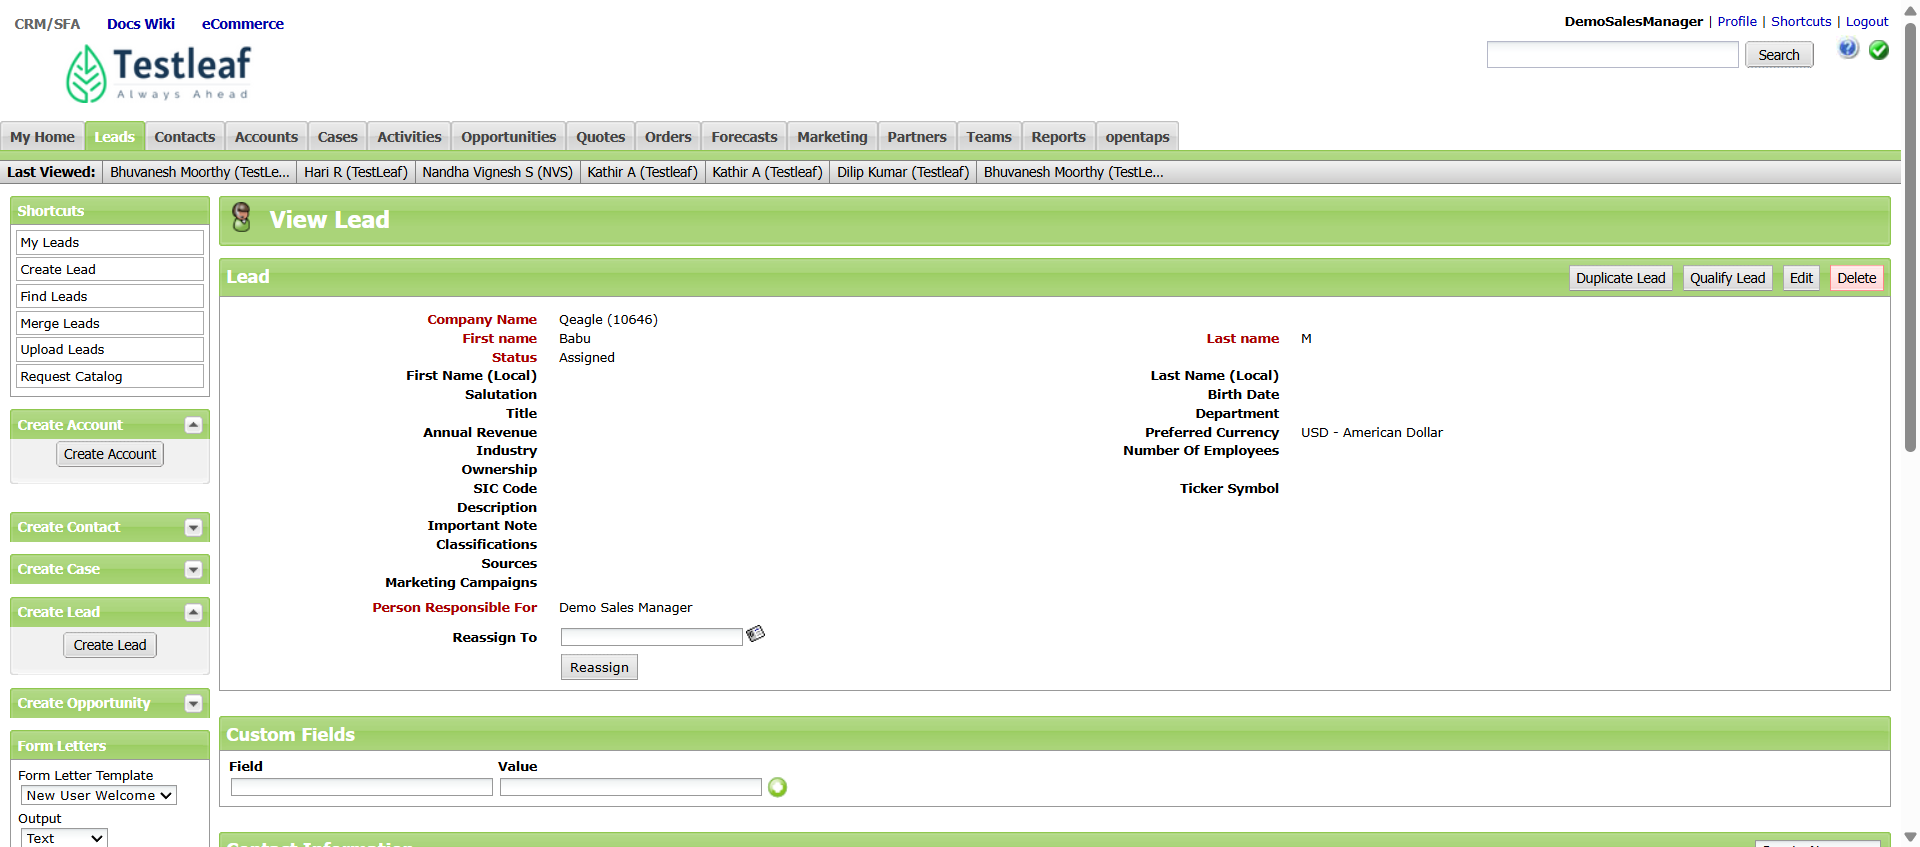 CRM/SFA Docs Wiki eCommerce
DemoSalesManager | Profile | Shortcuts | Logout
Testleaf
Always Ahead
Search
My Home Leads Contacts Accounts Cases Activities Opportunities Quotes Orders Forecasts Marketing Partners Teams Reports opentaps
Last Viewed: Bhuvanesh Moorthy (TestLe... Hari R (TestLeaf) Nandha Vignesh S (NVS) Kathir A (Testleaf) Kathir A (Testleaf) Dilip Kumar (Testleaf) Bhuvanesh Moorthy (TestLe...
Shortcuts
My Leads
Create Lead
Find Leads
Merge Leads
Upload Leads
Request Catalog
Create Account
Create Account
Create Contact
Create Case
Create Lead
Create Lead
Create Opportunity
Form Letters
Form Letter Template
New User Welcome
Output
Text
View Lead
Lead Duplicate Lead Qualify Lead Edit Delete
Company Name Qeagle (10646)
First name Babu Last name M
Status Assigned
First Name (Local) Last Name (Local)
Salutation Birth Date
Title Department
Annual Revenue Preferred Currency USD - American Dollar
Industry Number Of Employees
Ownership
SIC Code Ticker Symbol
Description
Important Note
Classifications
Sources
Marketing Campaigns
Person Responsible For Demo Sales Manager
Reassign To
Reassign
Custom Fields
Field Value
Contact Information